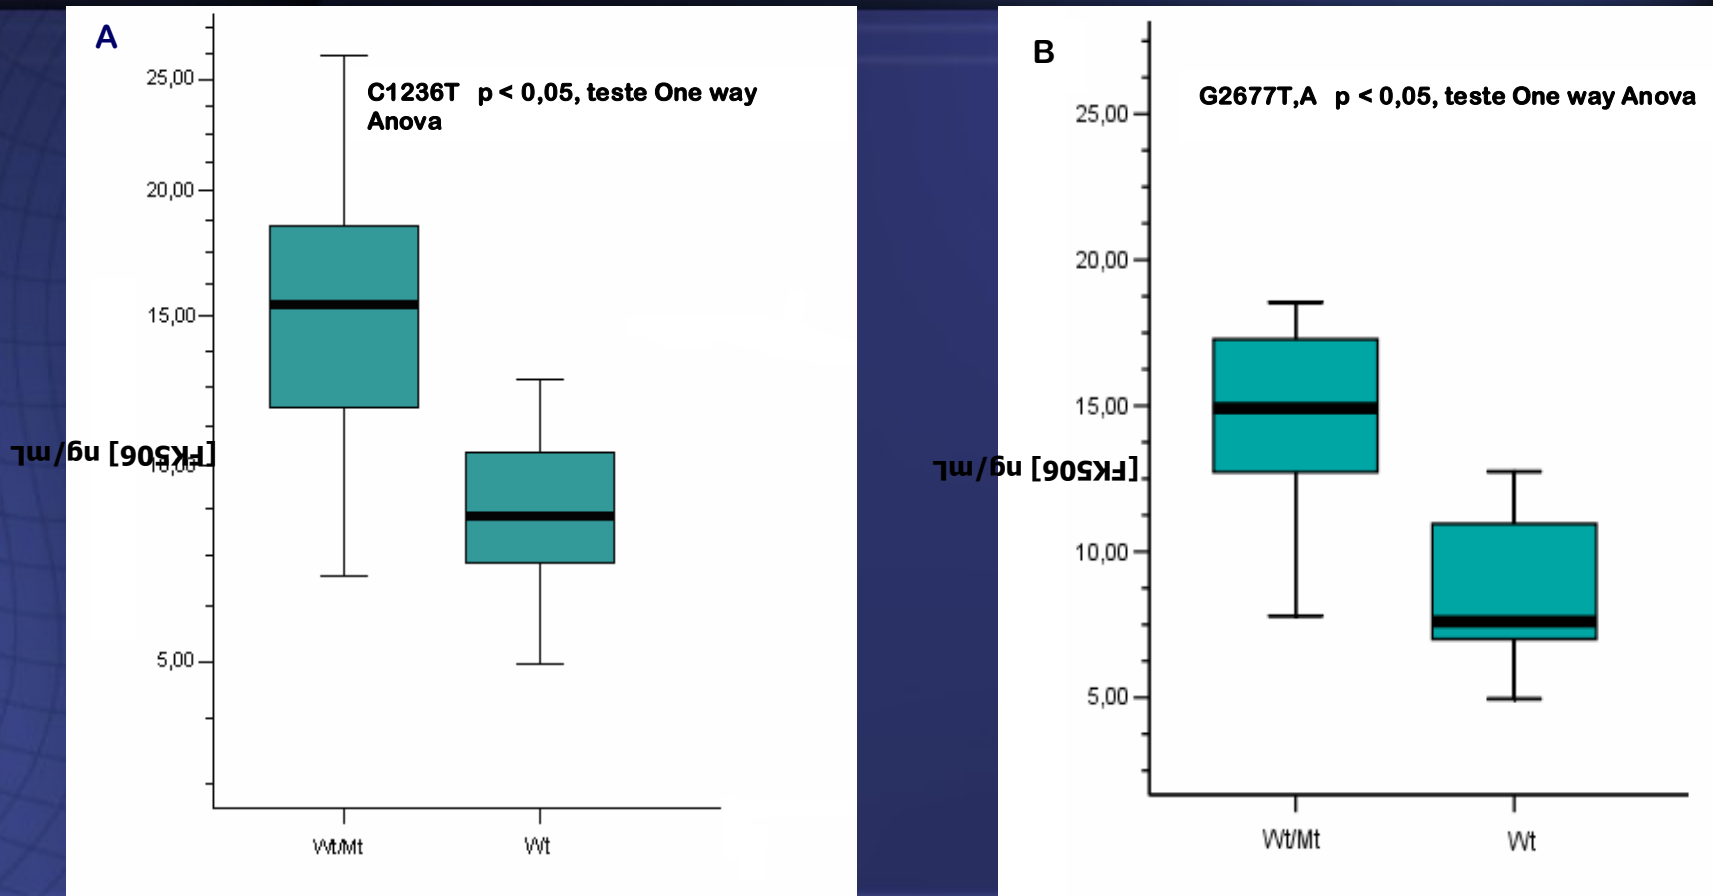 A
C1236T p < 0,05, teste One way
Anova
25,00
20,00
15,00
10,00
5,00
[FK506] ng/mL
Wt/Mt
Wt
B
G2677T,A p < 0,05, teste One way Anova
25,00
20,00
15,00
10,00
5,00
[FK506] ng/mL
Wt/Mt
Wt